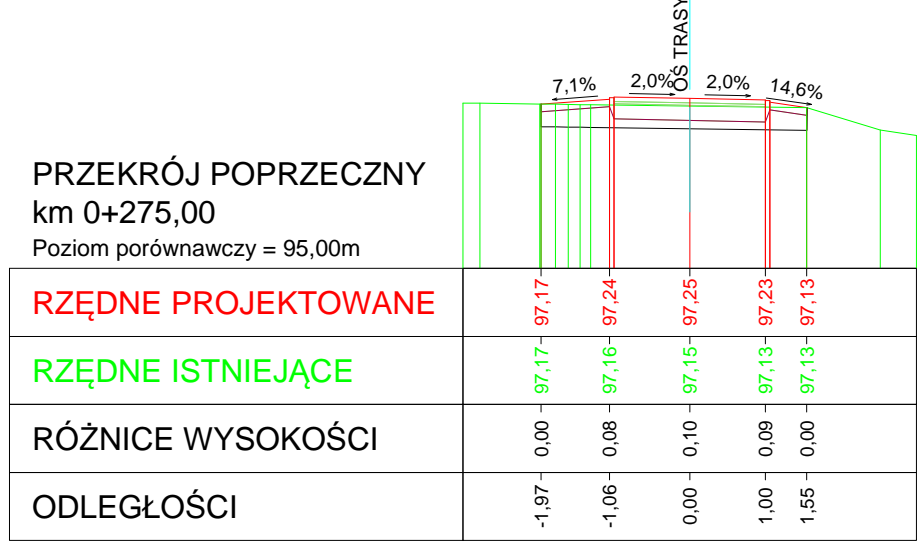 OŚ TRASY
7,1% 2,0% 2,0% 14,6%
PRZEKRÓJ POPRZECZNY
km 0+275,00
Poziom porównawczy = 95,00m
RZĘDNE PROJEKTOWANE 97,17 97,24 97,25 97,23 97,13
RZĘDNE ISTNIEJĄCE 97,17 97,16 97,15 97,13 97,13
RÓŻNICE WYSOKOŚCI 0,00 0,08 0,10 0,09 0,00
ODLEGŁOŚCI -1,97 -1,06 0,00 1,00 1,55